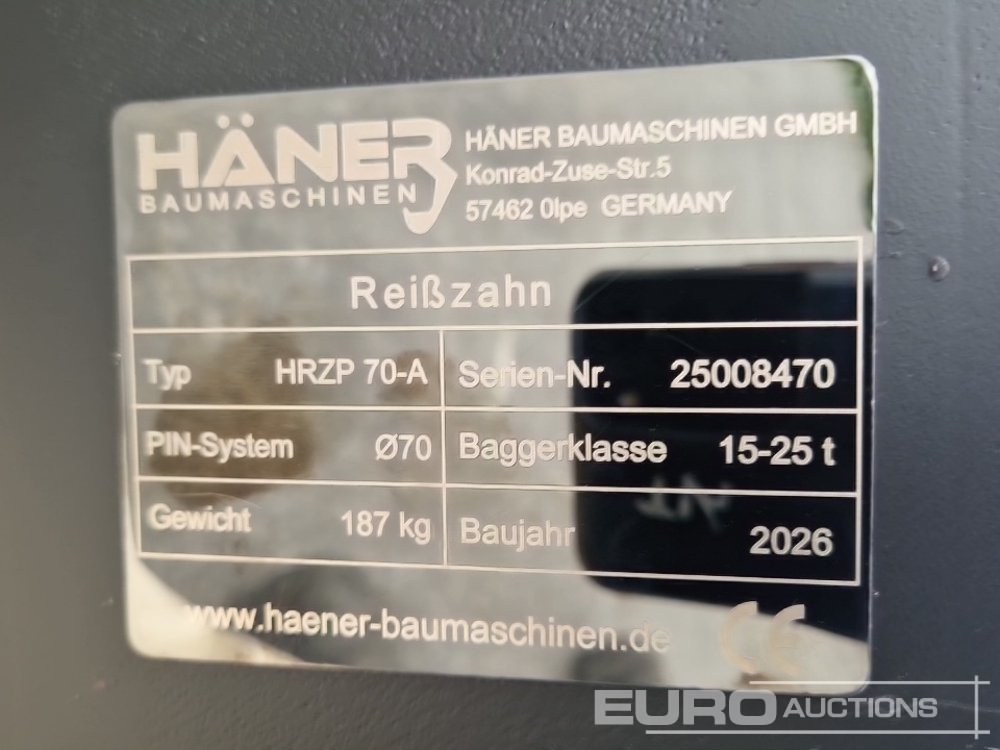 HÄNER
BAUMASCHINEN
HÄNER BAUMASCHINEN GMBH
Konrad-Zuse-Str.5
57462 Olpe GERMANY
Reißzahn
Typ HRZP 70-A Serien-Nr. 25008470
PIN-System Ø70 Baggerklasse 15-25 t
Gewicht 187 kg Baujahr 2026
www.haener-baumaschinen.de CE
EURO AUCTIONS